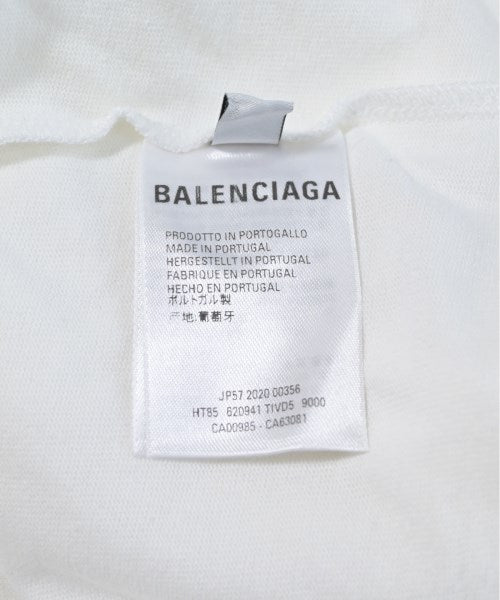 BALENCIAGA
PRODOTTO IN PORTOGALLO
MADE IN PORTUGAL
HERGESTELLT IN PORTUGAL
FABRIQUE EN PORTUGAL
HECHO EN PORTUGAL
ポルトガル製
产地:葡萄牙
JP57 2020 00356
HT85 620941 TIVD5 9000
CA00985 - CA63081